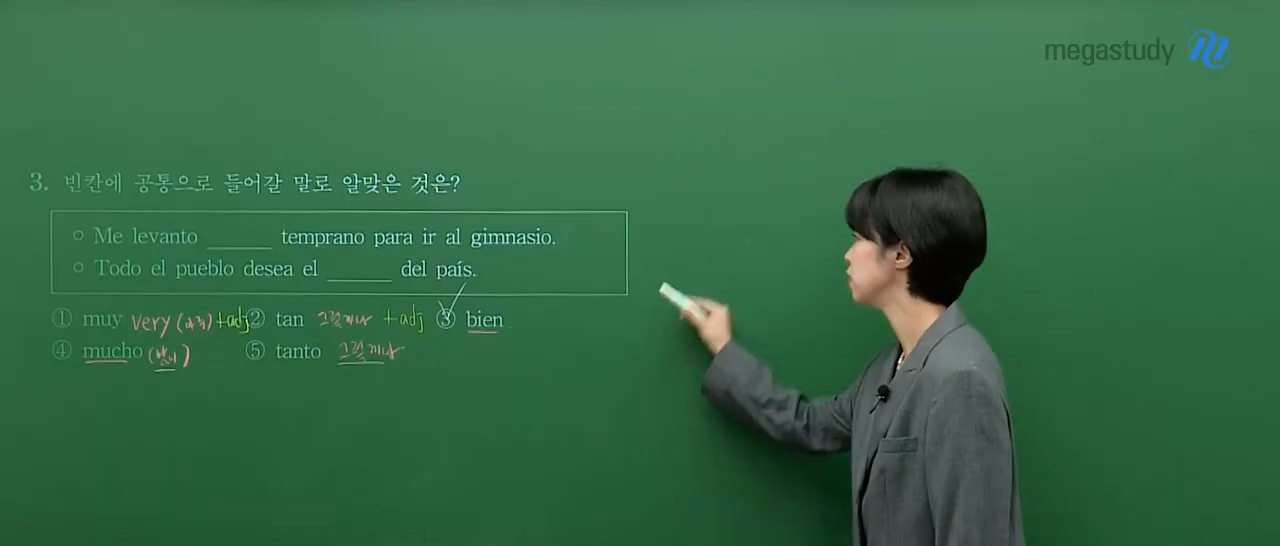 megastudy
3. 빈칸에 공통으로 들어갈 말로 알맞은 것은?
○ Me levanto ______ temprano para ir al gimnasio.
○ Todo el pueblo desea el ______ del país.
① muy very (아주) +adj ② tan 그렇게나 +adj ③ bien
④ mucho (많이) ⑤ tanto 그렇게나